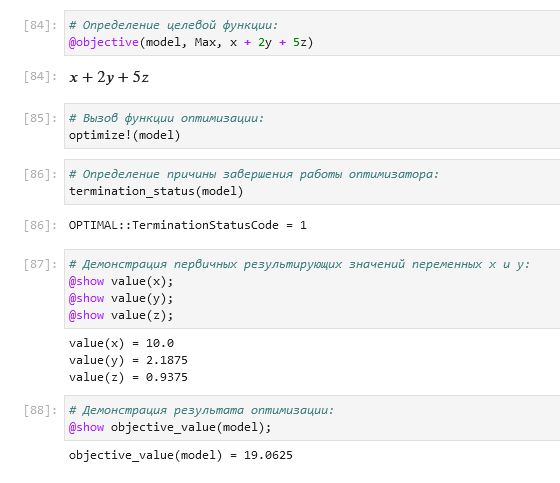 [84]: # Определение целевой функции:
@objective(model, Max, x + 2y + 5z)
[84]: x + 2y + 5z
[85]: # Вызов функции оптимизации:
optimize!(model)
[86]: # Определение причины завершения работы оптимизатора:
termination_status(model)
[86]: OPTIMAL::TerminationStatusCode = 1
[87]: # Демонстрация первичных результирующих значений переменных x и y:
@show value(x);
@show value(y);
@show value(z);
value(x) = 10.0
value(y) = 2.1875
value(z) = 0.9375
[88]: # Демонстрация результата оптимизации:
@show objective_value(model);
objective_value(model) = 19.0625